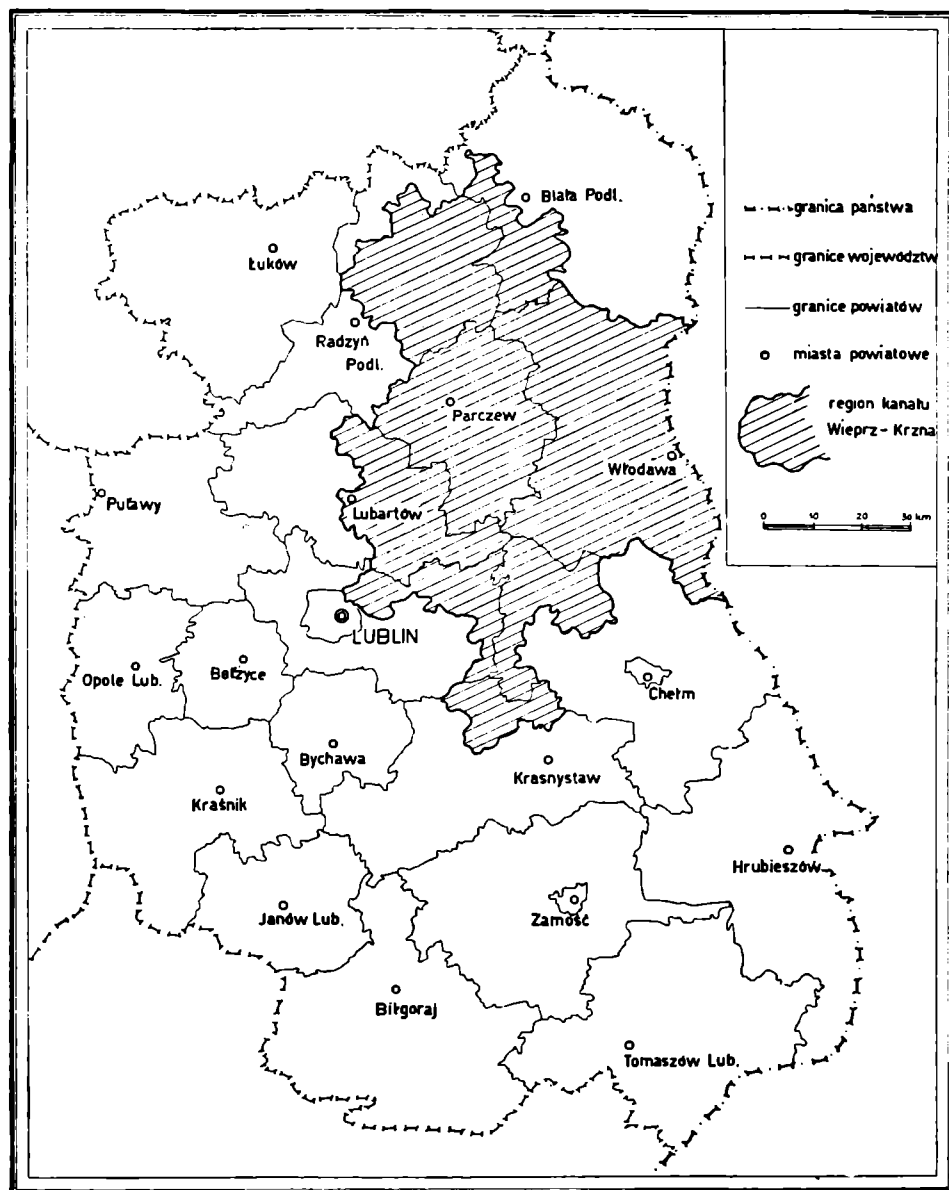 Biała Podl.
Łuków
Radzyń
Podl.
Parczew
Włodawa
Puławy
Lubartów
LUBLIN
Opole Lub.
Bełżyce
Chełm
Bychawa
Krasnystaw
Kraśnik
Hrubieszów
Janów Lub.
Zamość
Biłgoraj
Tomaszów Lub.
granica państwa
granice województw
granice powiatów
miasta powiatowe
region kanału
Wieprz - Krzna
0 10 20 30 km